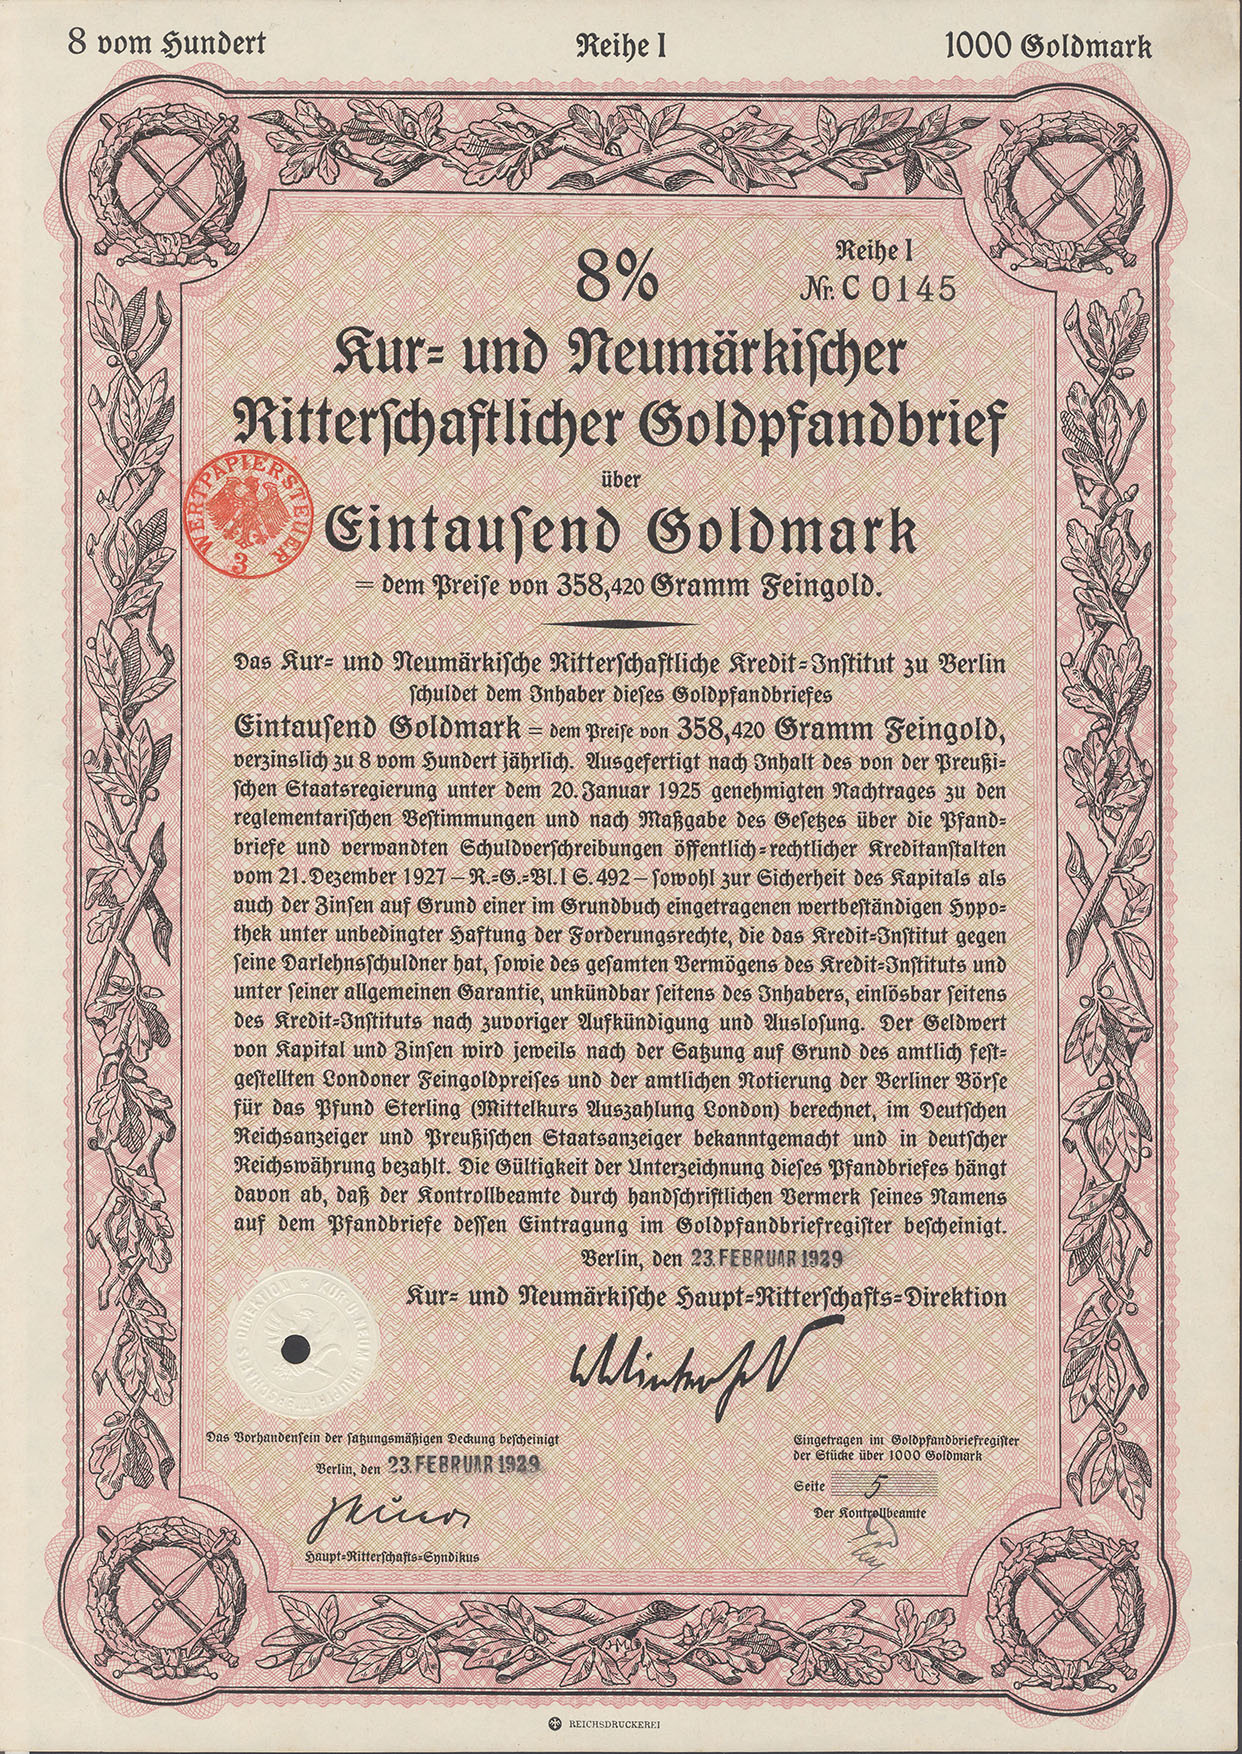 8 vom Hundert
Reihe I
1000 Goldmark
8%
Reihe I
Nr. C 0145
Kur= und Neumärkischer
Ritterschaftlicher Goldpfandbrief
über
WERTPAPIERSTEUER
3
Eintausend Goldmark
= dem Preise von 358,420 Gramm Feingold.
Das Kur= und Neumärkische Ritterschaftliche Kredit=Institut zu Berlin
schuldet dem Inhaber dieses Goldpfandbriefes
Eintausend Goldmark = dem Preise von 358,420 Gramm Feingold,
verzinslich zu 8 vom Hundert jährlich. Ausgefertigt nach Inhalt des von der Preußi=
schen Staatsregierung unter dem 20. Januar 1925 genehmigten Nachtrages zu den
reglementarischen Bestimmungen und nach Maßgabe des Gesetzes über die Pfand=
briefe und verwandten Schuldverschreibungen öffentlich=rechtlicher Kreditanstalten
vom 21. Dezember 1927 – R.=G.=Bl. I S. 492 – sowohl zur Sicherheit des Kapitals als
auch der Zinsen auf Grund einer im Grundbuch eingetragenen wertbeständigen Hypo=
thek unter unbedingter Haftung der Forderungsrechte, die das Kredit=Institut gegen
seine Darlehnsschuldner hat, sowie des gesamten Vermögens des Kredit=Instituts und
unter seiner allgemeinen Garantie, unkündbar seitens des Inhabers, einlösbar seitens
des Kredit=Instituts nach zuvoriger Aufkündigung und Auslosung. Der Geldwert
von Kapital und Zinsen wird jeweils nach der Satzung auf Grund des amtlich fest=
gestellten Londoner Feingoldpreises und der amtlichen Notierung der Berliner Börse
für das Pfund Sterling (Mittelkurs Auszahlung London) berechnet, im Deutschen
Reichsanzeiger und Preußischen Staatsanzeiger bekanntgemacht und in deutscher
Reichswährung bezahlt. Die Gültigkeit der Unterzeichnung dieses Pfandbriefes hängt
davon ab, daß der Kontrollbeamte durch handschriftlichen Vermerk seines Namens
auf dem Pfandbriefe dessen Eintragung im Goldpfandbriefregister bescheinigt.
Berlin, den 23. FEBRUAR 1929
Kur= und Neumärkische Haupt=Ritterschafts=Direktion
Das Vorhandensein der satzungsmäßigen Deckung bescheinigt
Berlin, den 23. FEBRUAR 1929
Haupt=Ritterschafts=Syndikus
Eingetragen im Goldpfandbriefregister
der Stücke über 1000 Goldmark
Seite 5
Der Kontrollbeamte
REICHSDRUCKEREI